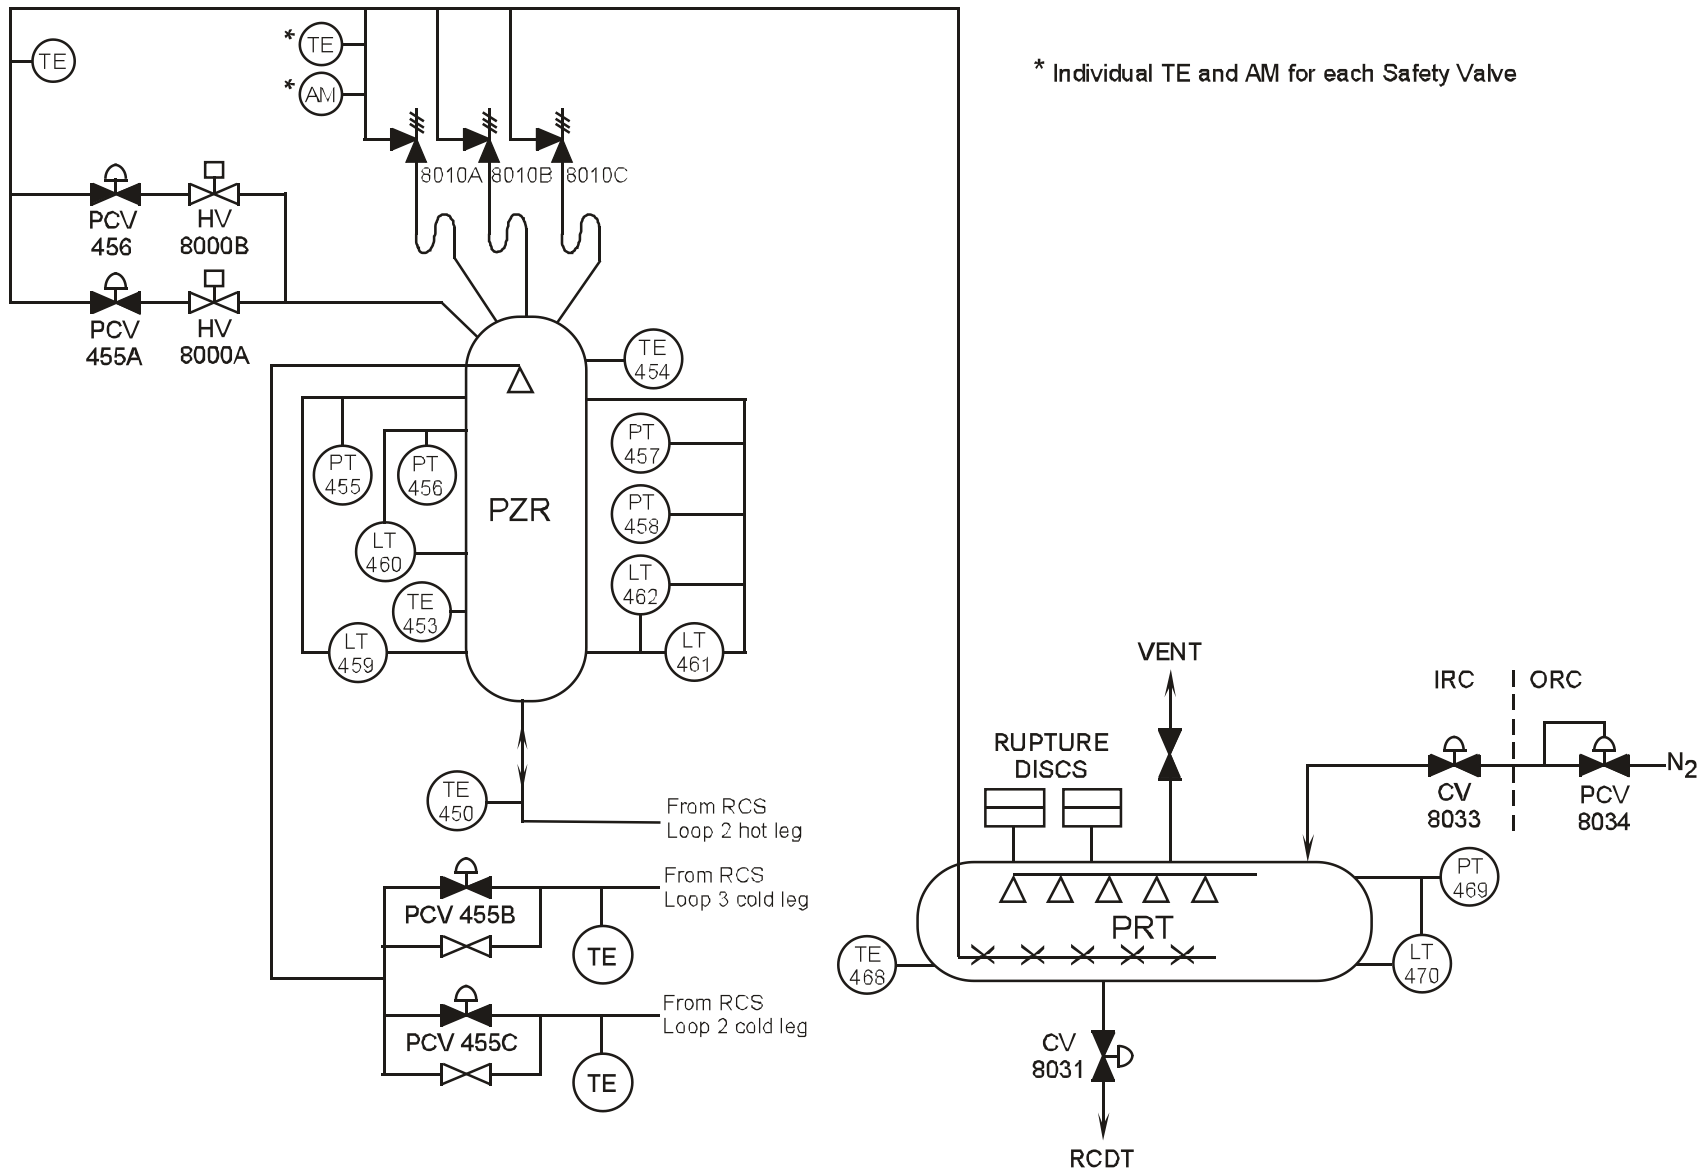 TE
* TE
* AM
* Individual TE and AM for each Safety Valve
8010A 8010B 8010C
PCV
456
HV
8000B
PCV
455A
HV
8000A
TE
454
PT
455
PT
456
PT
457
PZR
PT
458
LT
460
LT
462
TE
453
LT
459
LT
461
TE
450
From RCS
Loop 2 hot leg
From RCS
Loop 3 cold leg
PCV 455B
TE
From RCS
Loop 2 cold leg
PCV 455C
TE
VENT
IRC
ORC
RUPTURE
DISCS
N2
CV
8033
PCV
8034
PT
469
PRT
TE
468
LT
470
CV
8031
RCDT